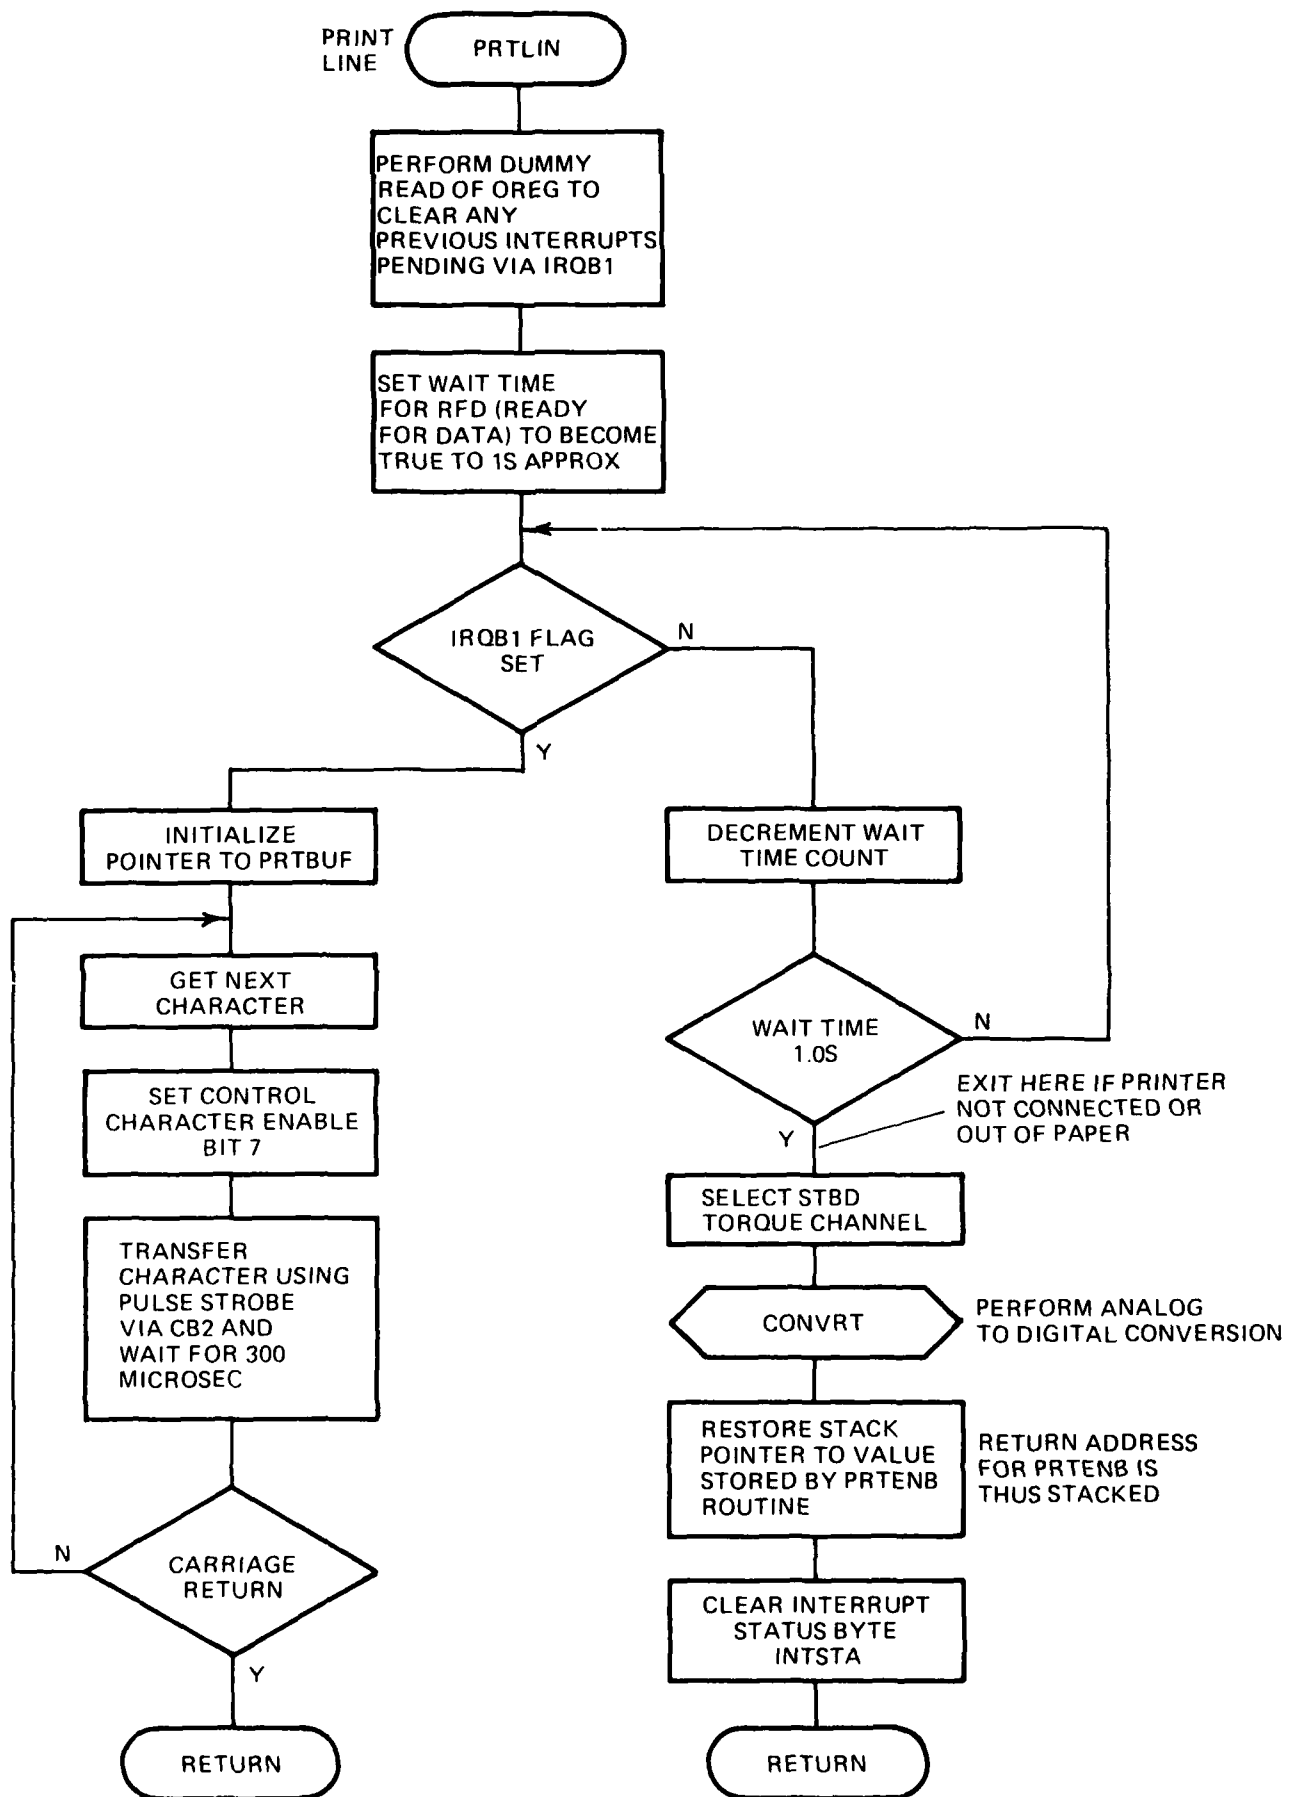 PRINT
LINE
PRTLIN
PERFORM DUMMY
READ OF OREG TO
CLEAR ANY
PREVIOUS INTERRUPTS
PENDING VIA IRQB1
SET WAIT TIME
FOR RFD (READY
FOR DATA) TO BECOME
TRUE TO 1S APPROX
IRQB1 FLAG
SET
N
Y
INITIALIZE
POINTER TO PRTBUF
GET NEXT
CHARACTER
SET CONTROL
CHARACTER ENABLE
BIT 7
TRANSFER
CHARACTER USING
PULSE STROBE
VIA CB2 AND
WAIT FOR 300
MICROSEC
CARRIAGE
RETURN
N
Y
RETURN
DECREMENT WAIT
TIME COUNT
WAIT TIME
1.0S
N
Y
EXIT HERE IF PRINTER
NOT CONNECTED OR
OUT OF PAPER
SELECT STBD
TORQUE CHANNEL
CONVRT
PERFORM ANALOG
TO DIGITAL CONVERSION
RESTORE STACK
POINTER TO VALUE
STORED BY PRTENB
ROUTINE
RETURN ADDRESS
FOR PRTENB IS
THUS STACKED
CLEAR INTERRUPT
STATUS BYTE
INTSTA
RETURN